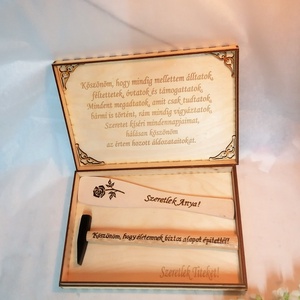 Köszönöm, hogy mindig mellettem álltatok,
féltettetek, óvtatok és támogattatok.
Mindent megadtatok, amit csak tudtatok,
bármi is történt, rám mindig vigyáztatok.
Szeretet kíséri mindennapjaimat,
hálásan köszönöm
az értem hozott áldozataitokat.
Szeretlek Anya!
Köszönöm, hogy életemnek biztos alapot építettél!
Szeretlek Titeket!